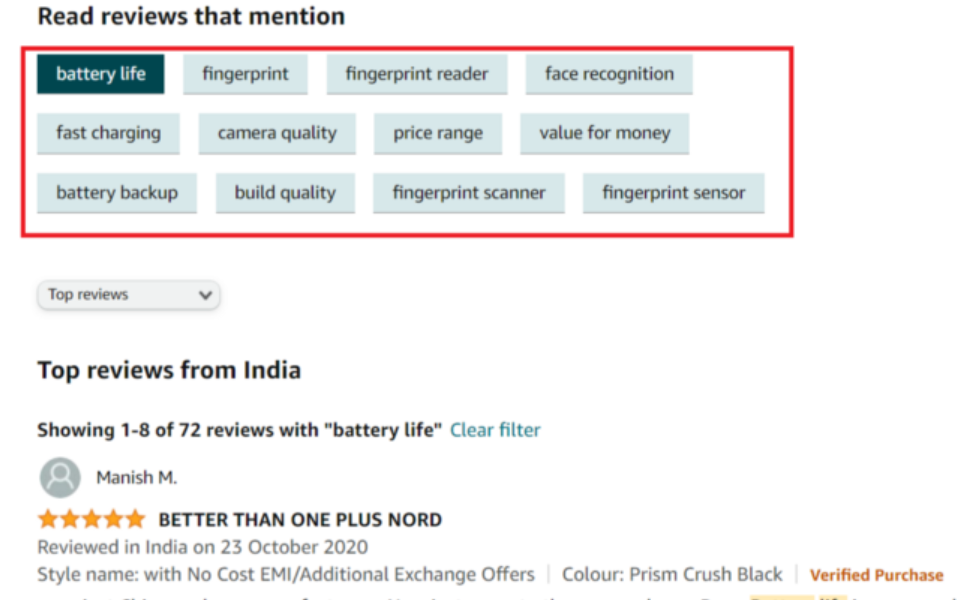 Read reviews that mention
battery life fingerprint fingerprint reader face recognition
fast charging camera quality price range value for money
battery backup build quality fingerprint scanner fingerprint sensor
Top reviews
Top reviews from India
Showing 1-8 of 72 reviews with "battery life" Clear filter
Manish M.
BETTER THAN ONE PLUS NORD
Reviewed in India on 23 October 2020
Style name: with No Cost EMI/Additional Exchange Offers | Colour: Prism Crush Black | Verified Purchase